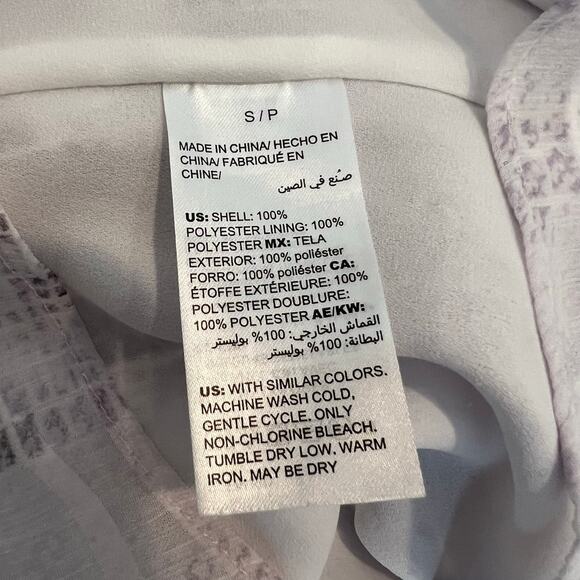 S / P
MADE IN CHINA/ HECHO EN
CHINA/ FABRIQUÉ EN
CHINE/
صُنع في الصين
US: SHELL: 100%
POLYESTER LINING: 100%
POLYESTER MX: TELA
EXTERIOR: 100% poliéster
FORRO: 100% poliéster CA:
ÉTOFFE EXTÉRIEURE: 100%
POLYESTER DOUBLURE:
100% POLYESTER AE/KW:
القماش الخارجي: 100% بوليستر
البطانة: 100% بوليستر
US: WITH SIMILAR COLORS.
MACHINE WASH COLD,
GENTLE CYCLE. ONLY
NON-CHLORINE BLEACH.
TUMBLE DRY LOW. WARM
IRON. MAY BE DRY